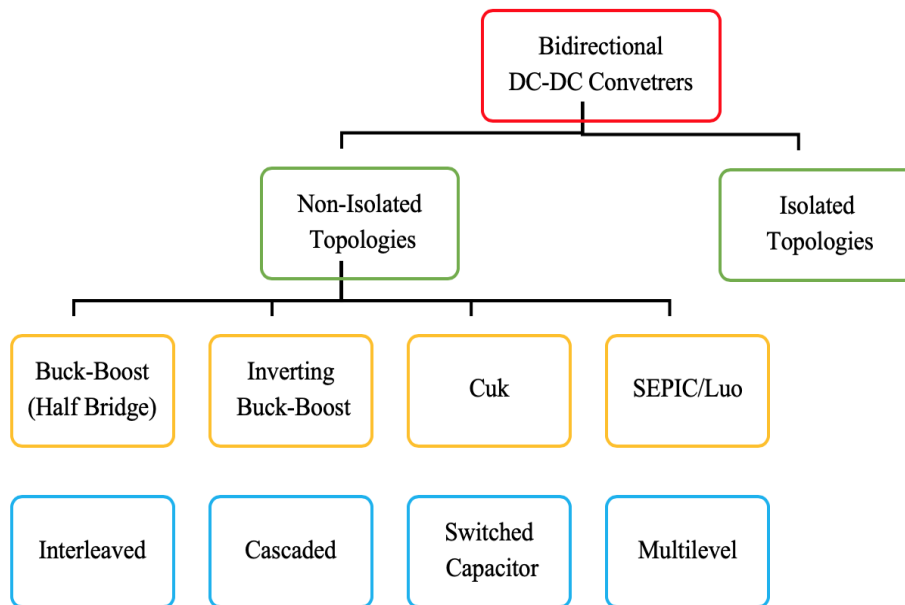 Bidirectional
DC-DC Convetrers
Non-Isolated
Topologies
Isolated
Topologies
Buck-Boost
(Half Bridge)
Inverting
Buck-Boost
Cuk
SEPIC/Luo
Interleaved
Cascaded
Switched
Capacitor
Multilevel